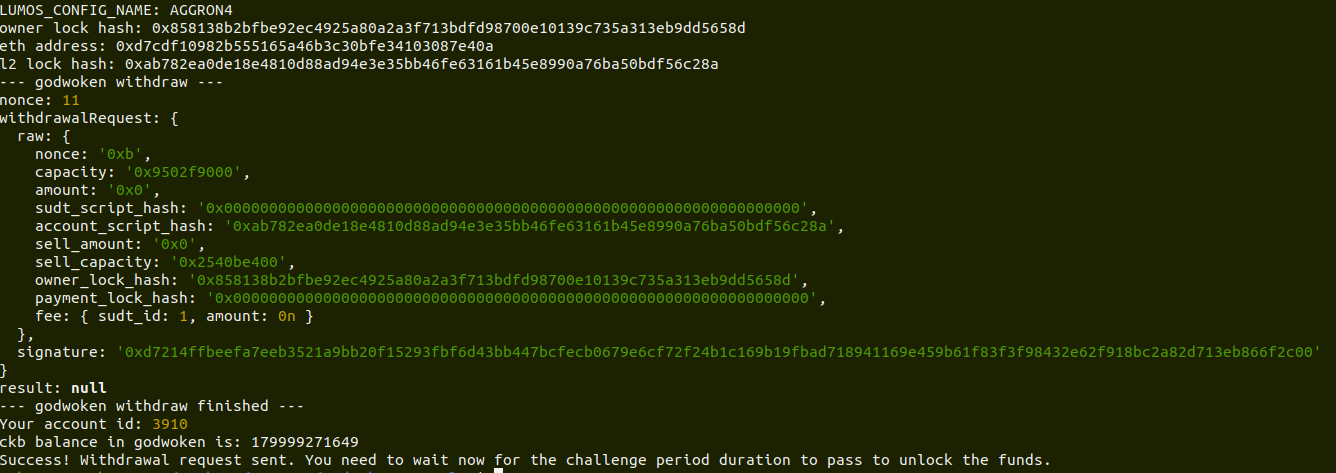 LUMOS_CONFIG_NAME: AGGRON4
owner lock hash: 0x858138b2bfbe92ec4925a80a2a3f713bdfd98700e10139c735a313eb9dd5658d
eth address: 0xd7cdf10982b555165a46b3c30bfe34103087e40a
l2 lock hash: 0xab782ea0de18e4810d88ad94e3e35bb46fe63161b45e8990a76ba50bdf56c28a
--- godwoken withdraw ---
nonce: 11
withdrawalRequest: {
  raw: {
    nonce: '0xb',
    capacity: '0x9502f9000',
    amount: '0x0',
    sudt_script_hash: '0x0000000000000000000000000000000000000000000000000000000000000000',
    account_script_hash: '0xab782ea0de18e4810d88ad94e3e35bb46fe63161b45e8990a76ba50bdf56c28a',
    sell_amount: '0x0',
    sell_capacity: '0x2540be400',
    owner_lock_hash: '0x858138b2bfbe92ec4925a80a2a3f713bdfd98700e10139c735a313eb9dd5658d',
    payment_lock_hash: '0x0000000000000000000000000000000000000000000000000000000000000000',
    fee: { sudt_id: 1, amount: 0n }
  },
  signature: '0xd7214ffbeefa7eeb3521a9bb20f15293fbf6d43bb447bcfecb0679e6cf72f24b1c169b19fbad718941169e459b61f83f3f98432e62f918bc2a82d713eb866f2c00'
}
result: null
--- godwoken withdraw finished ---
Your account id: 3910
ckb balance in godwoken is: 179999271649
Success! Withdrawal request sent. You need to wait now for the challenge period duration to pass to unlock the funds.